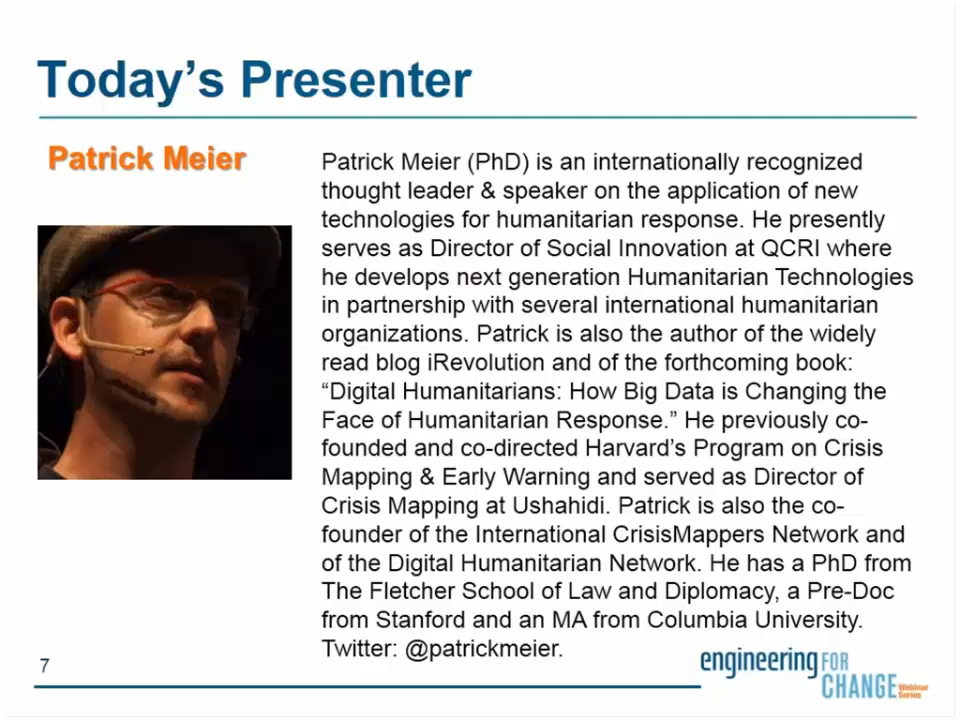 Today's Presenter
Patrick Meier
Patrick Meier (PhD) is an internationally recognized
thought leader & speaker on the application of new
technologies for humanitarian response. He presently
serves as Director of Social Innovation at QCRI where
he develops next generation Humanitarian Technologies
in partnership with several international humanitarian
organizations. Patrick is also the author of the widely
read blog iRevolution and of the forthcoming book:
“Digital Humanitarians: How Big Data is Changing the
Face of Humanitarian Response.” He previously co-
founded and co-directed Harvard’s Program on Crisis
Mapping & Early Warning and served as Director of
Crisis Mapping at Ushahidi. Patrick is also the co-
founder of the International CrisisMappers Network and
of the Digital Humanitarian Network. He has a PhD from
The Fletcher School of Law and Diplomacy, a Pre-Doc
from Stanford and an MA from Columbia University.
Twitter: @patrickmeier.
7
engineering FOR
CHANGE Webinar
Series